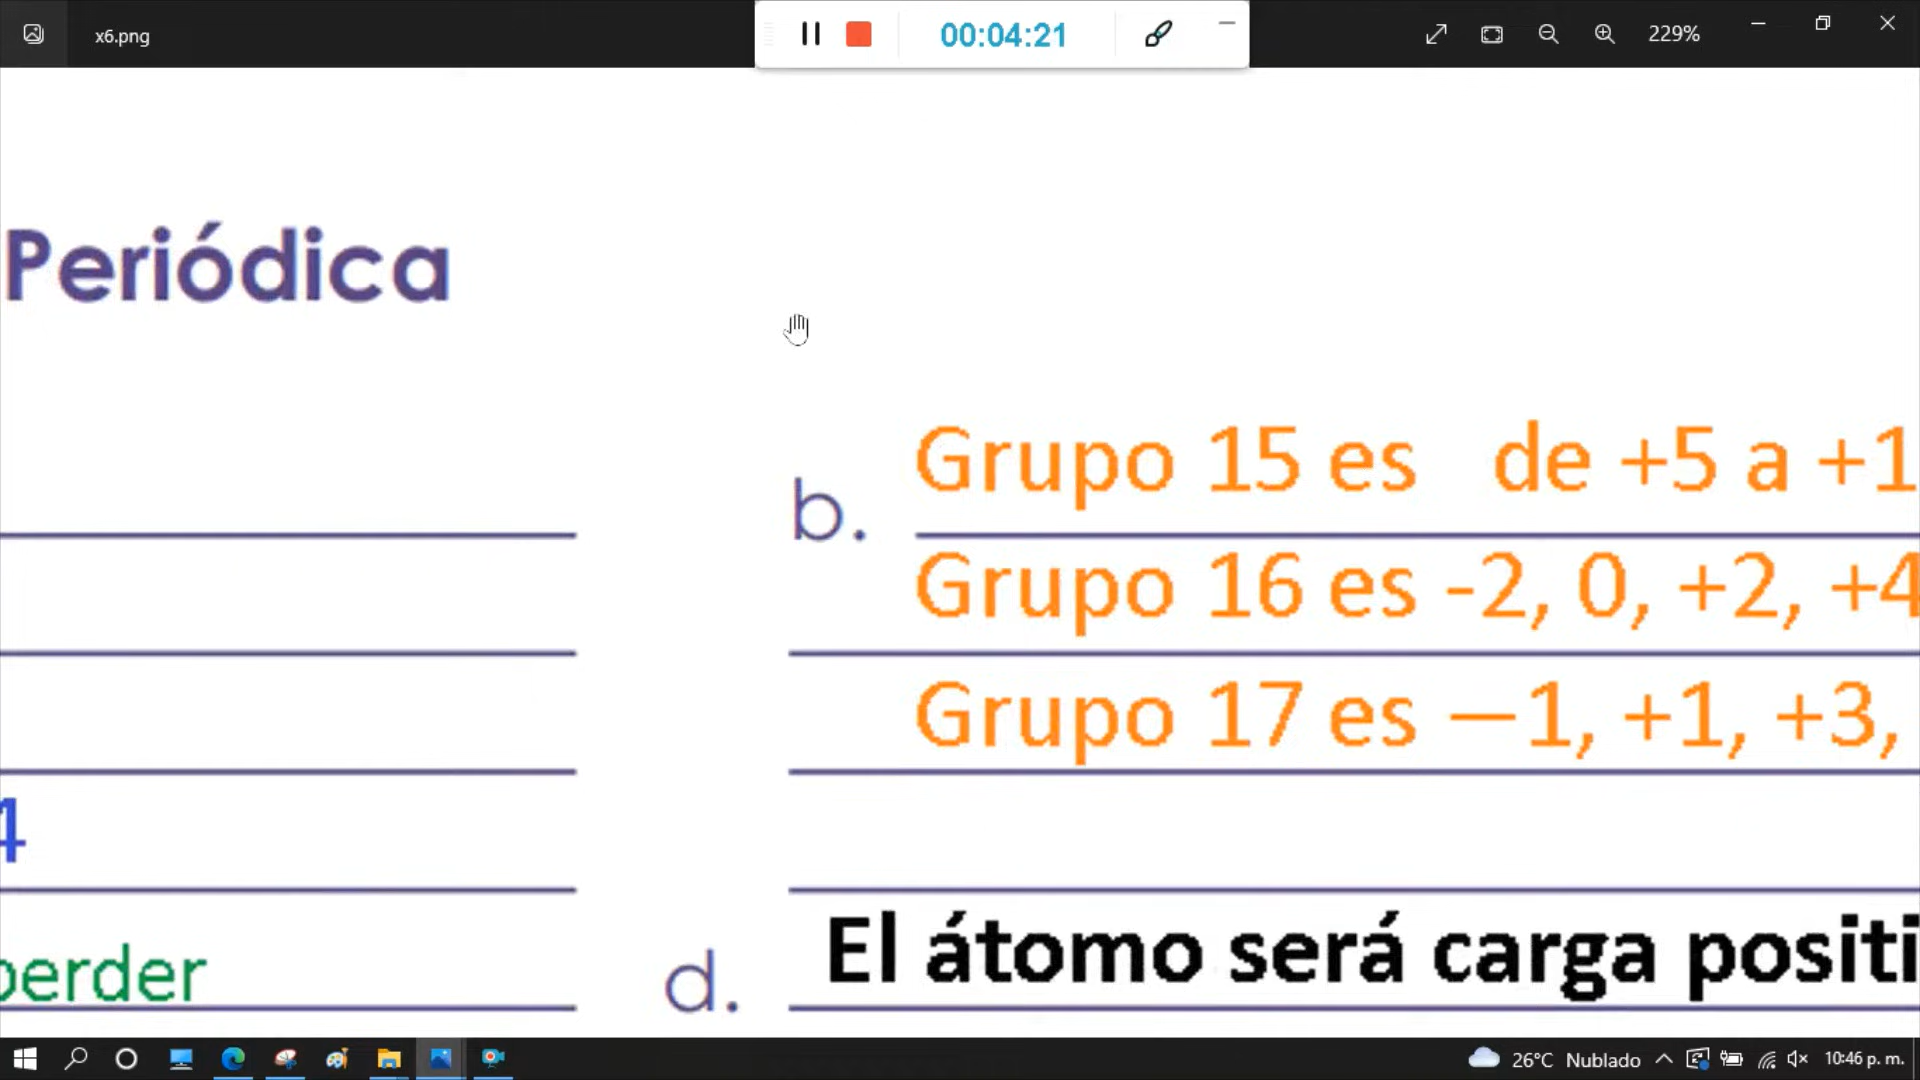 x6.png
00:04:21
229%
Periódica
b.
Grupo 15 es de +5 a +1
Grupo 16 es -2, 0, +2, +4
Grupo 17 es —1, +1, +3,
4
perder
d.
El átomo será carga positi
26°C Nublado
10:46 p. m.